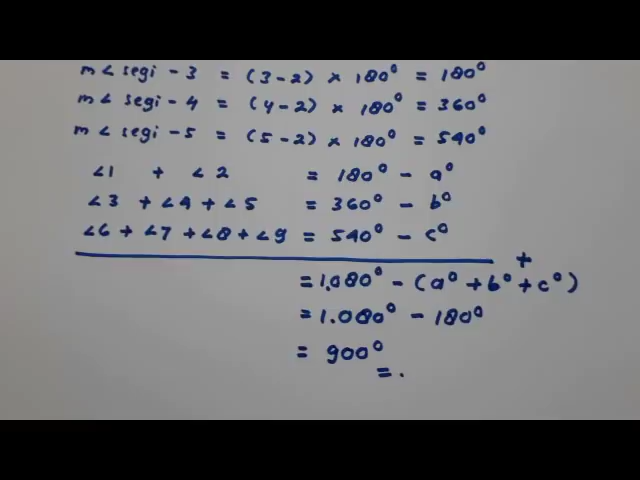 m∠ segi - 3 = (3-2) × 180° = 180°
m∠ segi - 4 = (4-2) × 180° = 360°
m∠ segi - 5 = (5-2) × 180° = 540°
∠1 + ∠2 = 180° - a°
∠3 + ∠4 + ∠5 = 360° - b°
∠6 + ∠7 + ∠8 + ∠9 = 540° - c°
+
= 1.080° - (a° + b° + c°)
= 1.080° - 180°
= 900°